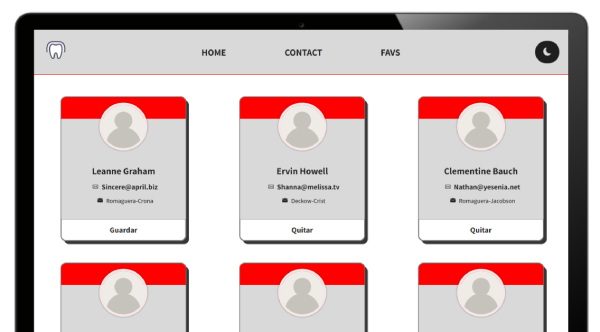 HOME CONTACT FAVS
Leanne Graham
Sincere@april.biz
Romaguera-Crona
Guardar
Ervin Howell
Shanna@melissa.tv
Deckow-Crist
Quitar
Clementine Bauch
Nathan@yesenia.net
Romaguera-Jacobson
Quitar